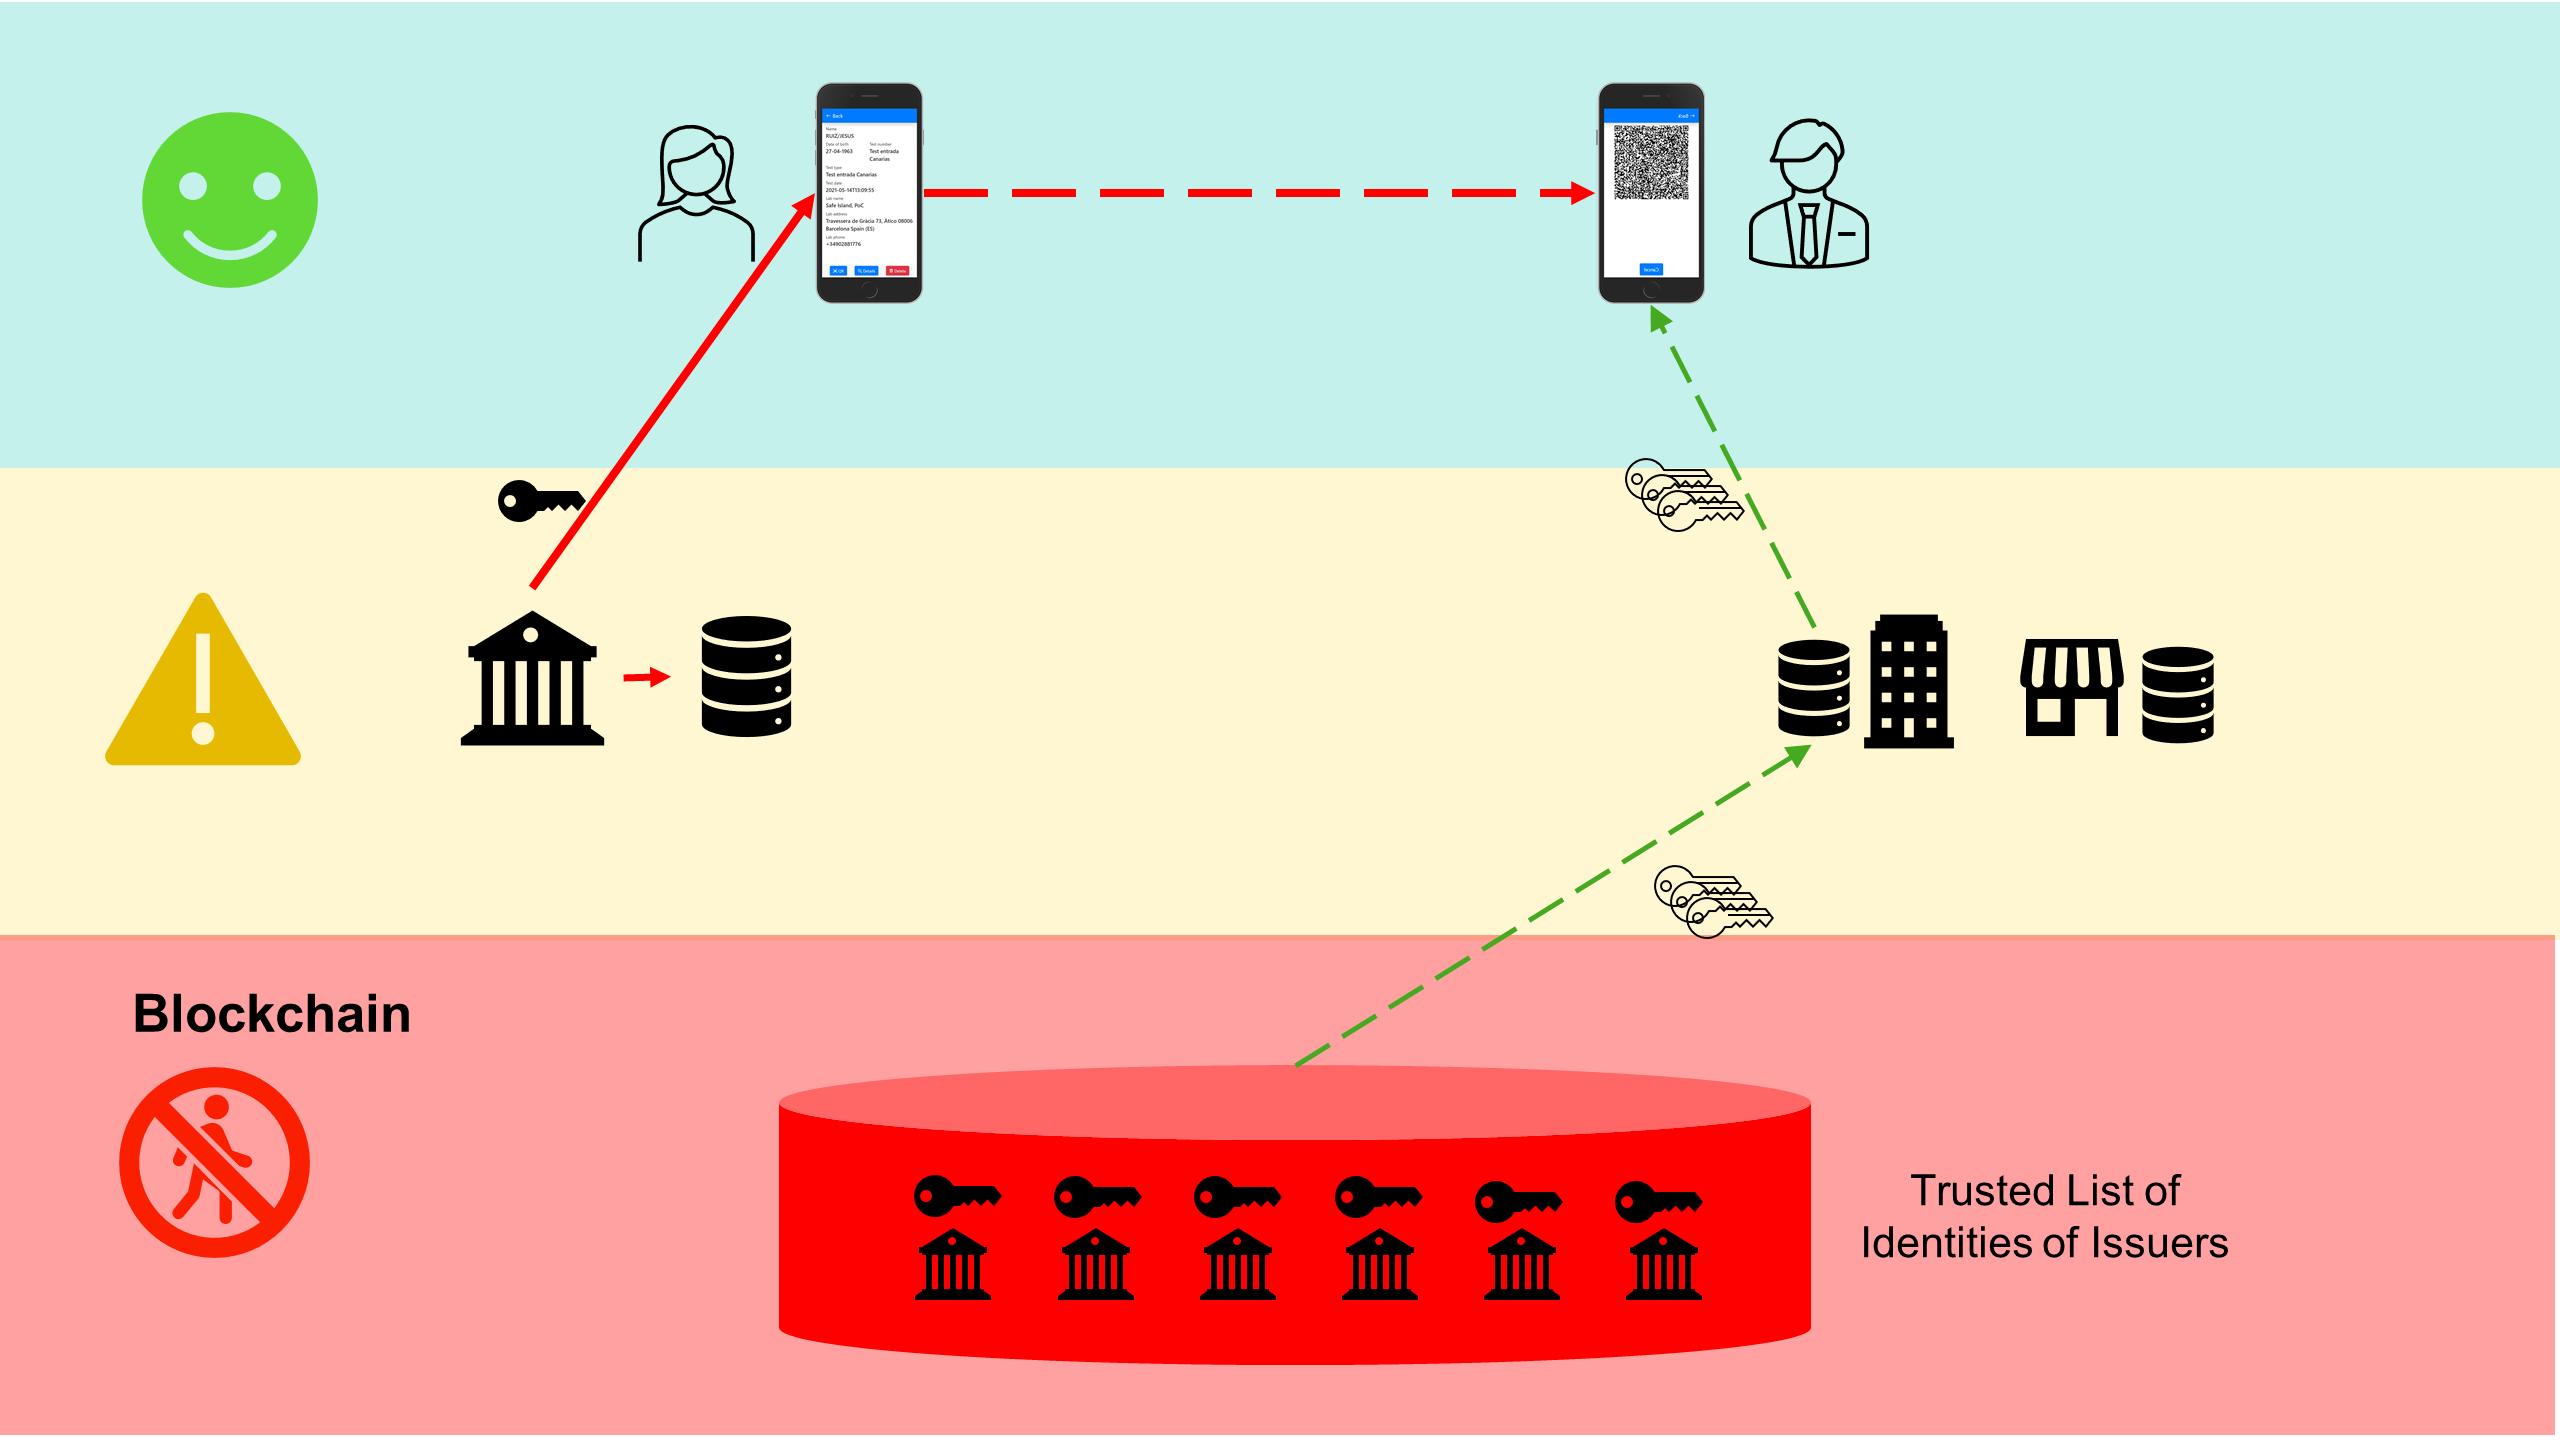 ← Back
Name
RUIZ/JESUS
Date of birth
Test number
27-04-1963
Test entrada
Canarias
Test type
Test entrada Canarias
Test date
2021-05-14T13:09:55
Lab name
Safe Island, PoC
Lab address
Travessera de Gràcia 73, Ático 08006
Barcelona Spain (ES)
Lab phone
+34902881776
QR
Details
Delete
Blockchain
Trusted List of
Identities of Issuers